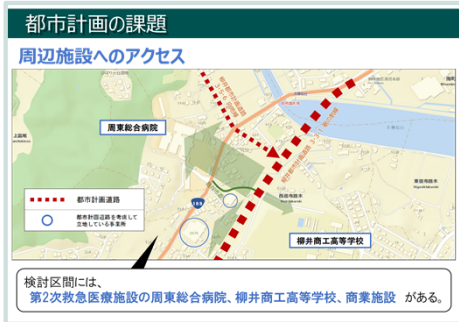 都市計画の課題
周辺施設へのアクセス
周東総合病院
都市計画道路
都市計画道路を考慮して
立地している事業所
188
柳井商工高等学校
検討区間には、
第2次救急医療施設の周東総合病院、柳井商工高等学校、商業施設 がある。